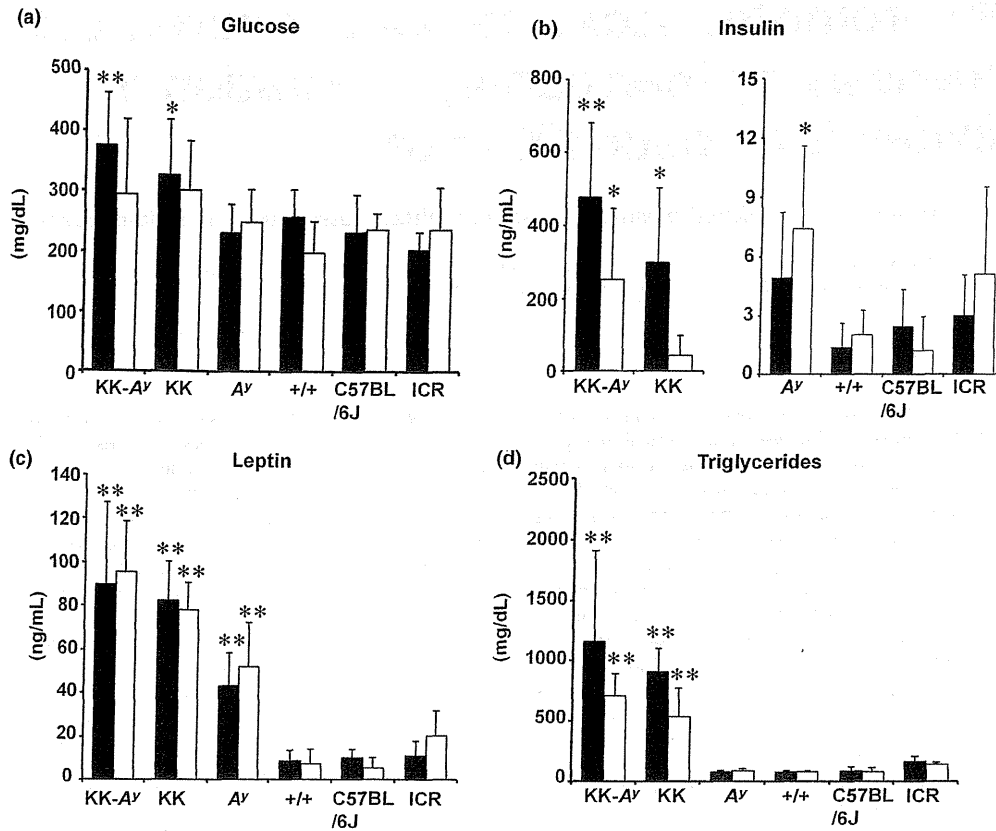 (a)
Glucose
500
400
300
200
100
0
(mg/dL)
**
*
KK-Ay KK Ay +/+ C57BL ICR
/6J
(b)
Insulin
800
600
400
200
0
(ng/mL)
**
*
*
KK-Ay KK
15
12
9
6
3
0
*
Ay +/+ C57BL ICR
/6J
(c)
Leptin
140
120
100
80
60
40
20
0
(ng/mL)
**
**
**
**
**
**
KK-Ay KK Ay +/+ C57BL ICR
/6J
(d)
Triglycerides
2500
2000
1500
1000
500
0
(mg/dL)
**
**
**
**
KK-Ay KK Ay +/+ C57BL ICR
/6J